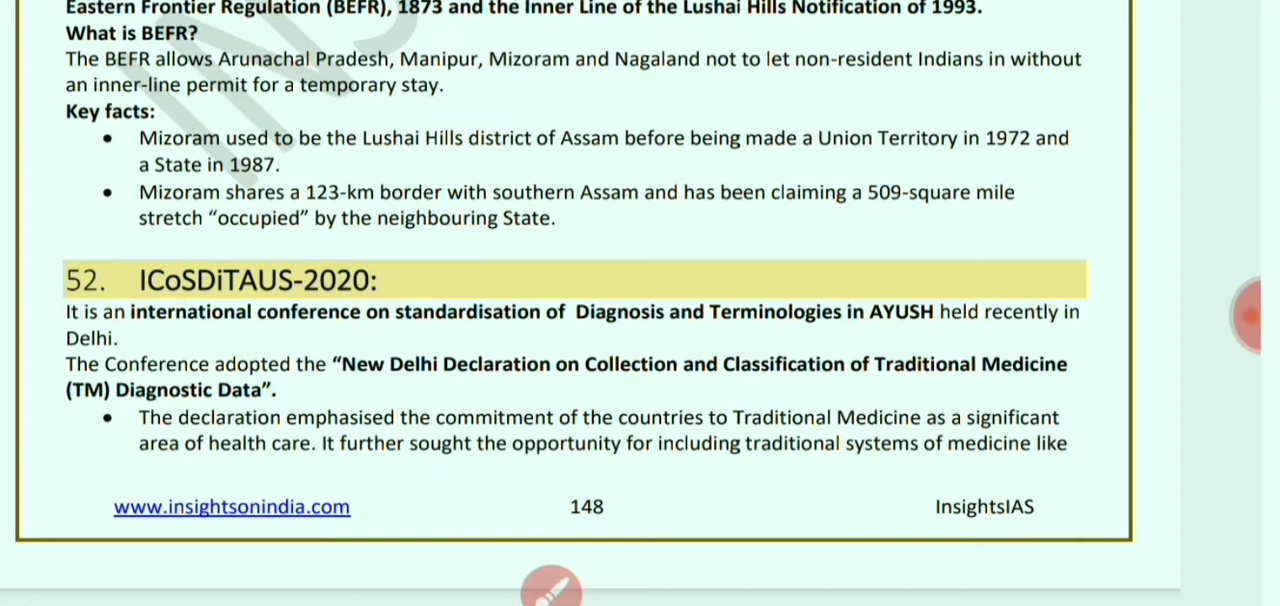 Eastern Frontier Regulation (BEFR), 1873 and the Inner Line of the Lushai Hills Notification of 1993.
What is BEFR?
The BEFR allows Arunachal Pradesh, Manipur, Mizoram and Nagaland not to let non-resident Indians in without
an inner-line permit for a temporary stay.
Key facts:
• Mizoram used to be the Lushai Hills district of Assam before being made a Union Territory in 1972 and
a State in 1987.
• Mizoram shares a 123-km border with southern Assam and has been claiming a 509-square mile
stretch “occupied” by the neighbouring State.
52. ICoSDiTAUS-2020:
It is an international conference on standardisation of Diagnosis and Terminologies in AYUSH held recently in
Delhi.
The Conference adopted the “New Delhi Declaration on Collection and Classification of Traditional Medicine
(TM) Diagnostic Data”.
• The declaration emphasised the commitment of the countries to Traditional Medicine as a significant
area of health care. It further sought the opportunity for including traditional systems of medicine like
www.insightsonindia.com 148 InsightsIAS